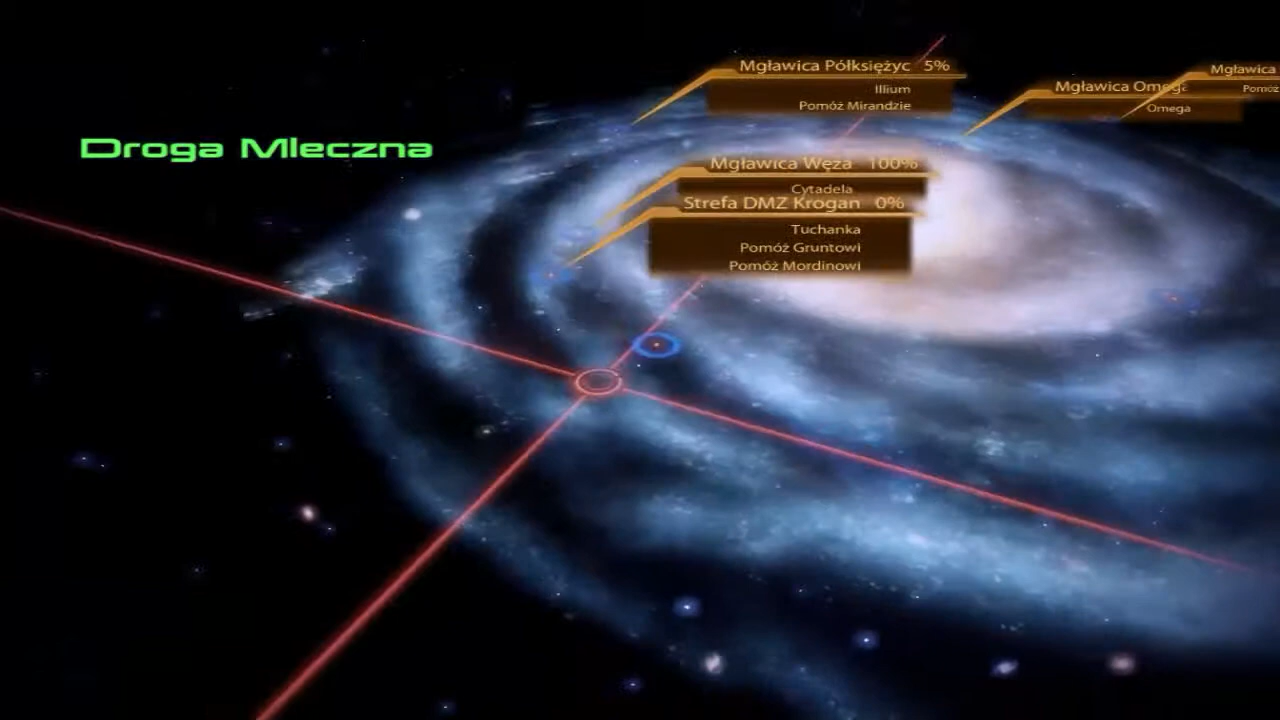 Droga Mleczna
Mgławica Półksiężyc 5%
Illium
Pomóż Mirandzie
Mgławica Omega
Omega
Mgławica
Pomóż
Mgławica Węża 100%
Cytadela
Strefa DMZ Krogan 0%
Tuchanka
Pomóż Gruntowi
Pomóż Mordinowi